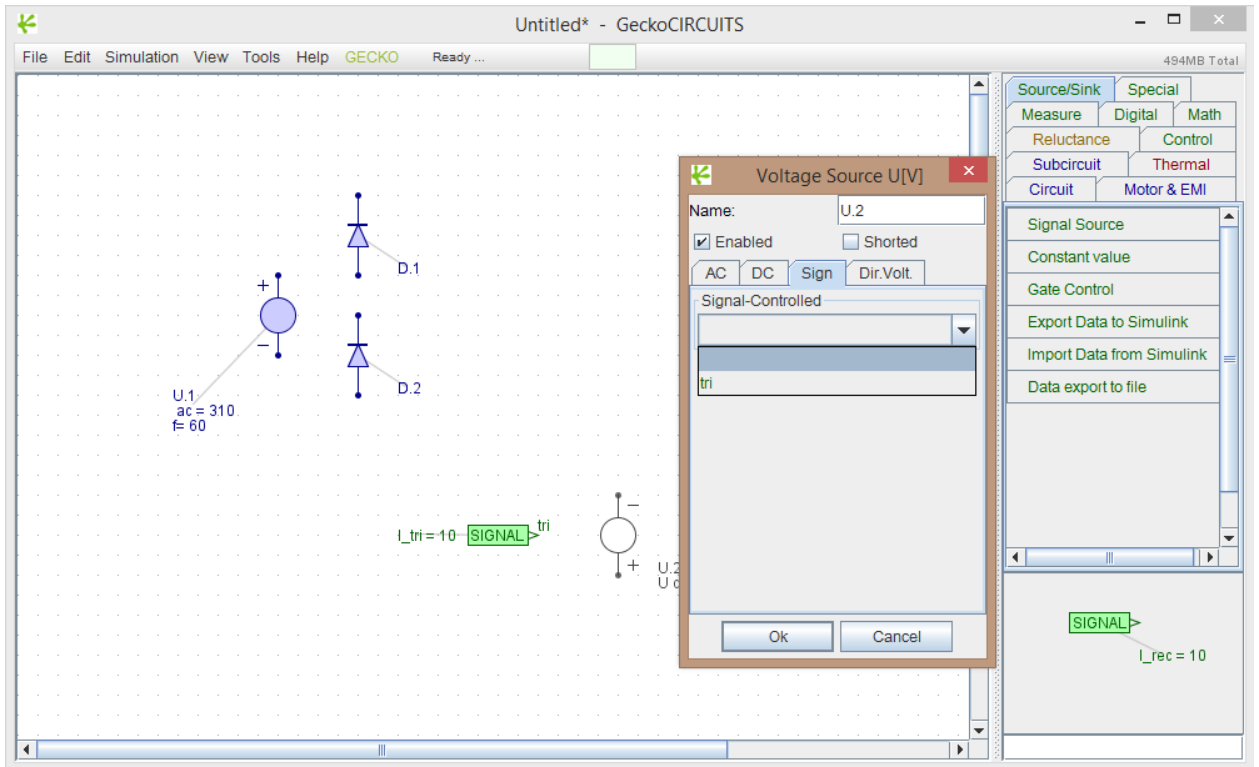 Untitled* - GeckoCIRCUITS
File Edit Simulation View Tools Help GECKO Ready ...
494MB Total
Source/Sink Special
Measure Digital Math
Reluctance Control
Subcircuit Thermal
Circuit Motor & EMI
Signal Source
Constant value
Gate Control
Export Data to Simulink
Import Data from Simulink
Data export to file
SIGNAL
I_rec = 10
D.1
+
−
D.2
U.1
ac = 310
f= 60
I_tri = 10 SIGNAL tri
−
+
U.2
U
Voltage Source U[V]
Name: U.2
Enabled Shorted
AC DC Sign Dir.Volt.
Signal-Controlled
tri
Ok Cancel